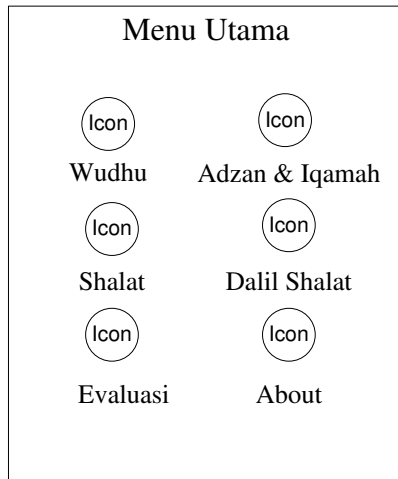 Menu Utama
Icon Icon
Wudhu Adzan & Iqamah
Icon Icon
Shalat Dalil Shalat
Icon Icon
Evaluasi About